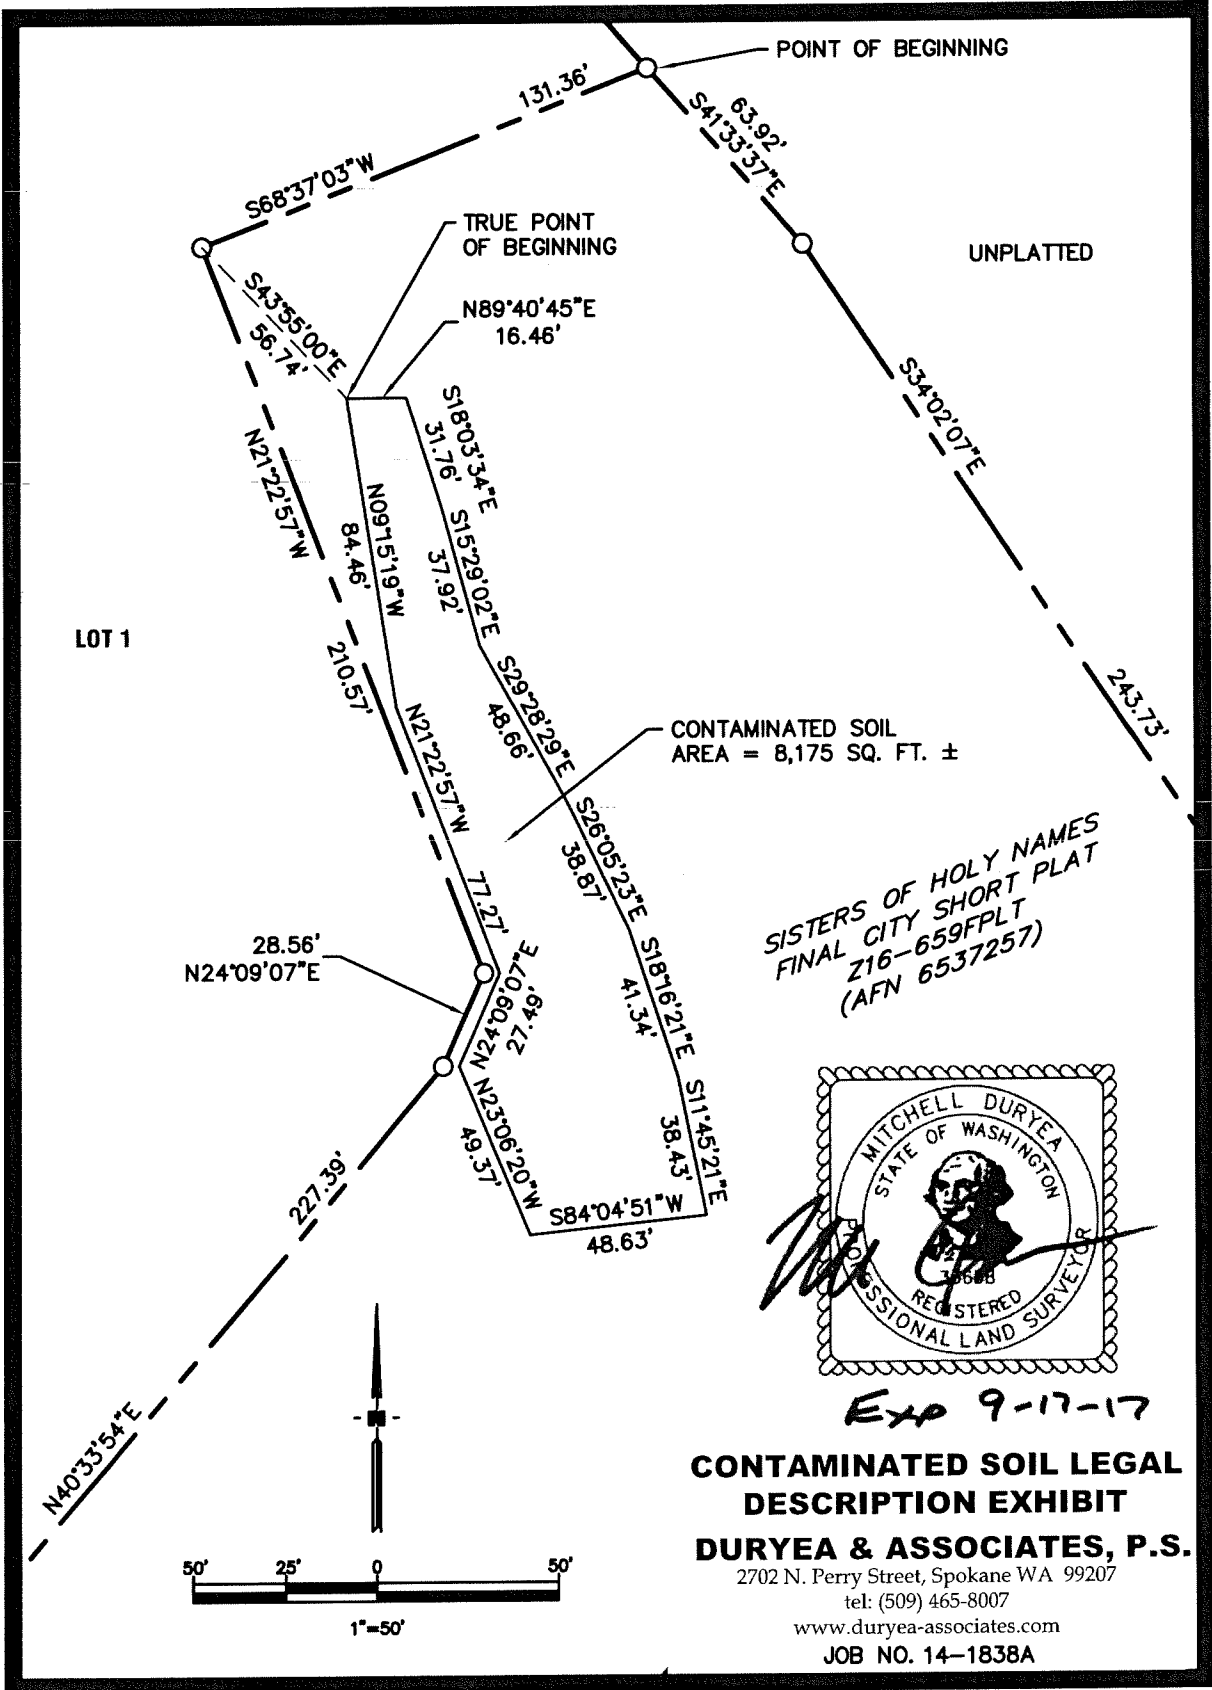 POINT OF BEGINNING
131.36'
63.92'
S41°33'37"E
S68°37'03"W
TRUE POINT
OF BEGINNING
UNPLATTED
S43°55'00"E
56.74'
N89°40'45"E
16.46'
S34°02'07"E
S18°03'34"E
31.76'
N21°22'57"W
N09°15'19"W
84.46'
S15°29'02"E
37.92'
LOT 1
210.57'
S29°28'29"E
48.66'
243.73'
N21°22'57"W
77.27'
CONTAMINATED SOIL
AREA = 8,175 SQ. FT. ±
S26°05'23"E
38.87'
SISTERS OF HOLY NAMES
FINAL CITY SHORT PLAT
Z16-659FPLT
(AFN 6537257)
28.56'
N24°09'07"E
N24°09'07"E
27.49'
S18°16'21"E
41.34'
N23°06'20"W
49.37'
S11°45'21"E
38.43'
S84°04'51"W
48.63'
227.39'
N40°33'54"E
MITCHELL DURYEA
STATE OF WASHINGTON
REGISTERED
PROFESSIONAL LAND SURVEYOR
Exp 9-17-17
50' 25' 0 50'
1"=50'
CONTAMINATED SOIL LEGAL
DESCRIPTION EXHIBIT
DURYEA & ASSOCIATES, P.S.
2702 N. Perry Street, Spokane WA 99207
tel: (509) 465-8007
www.duryea-associates.com
JOB NO. 14-1838A